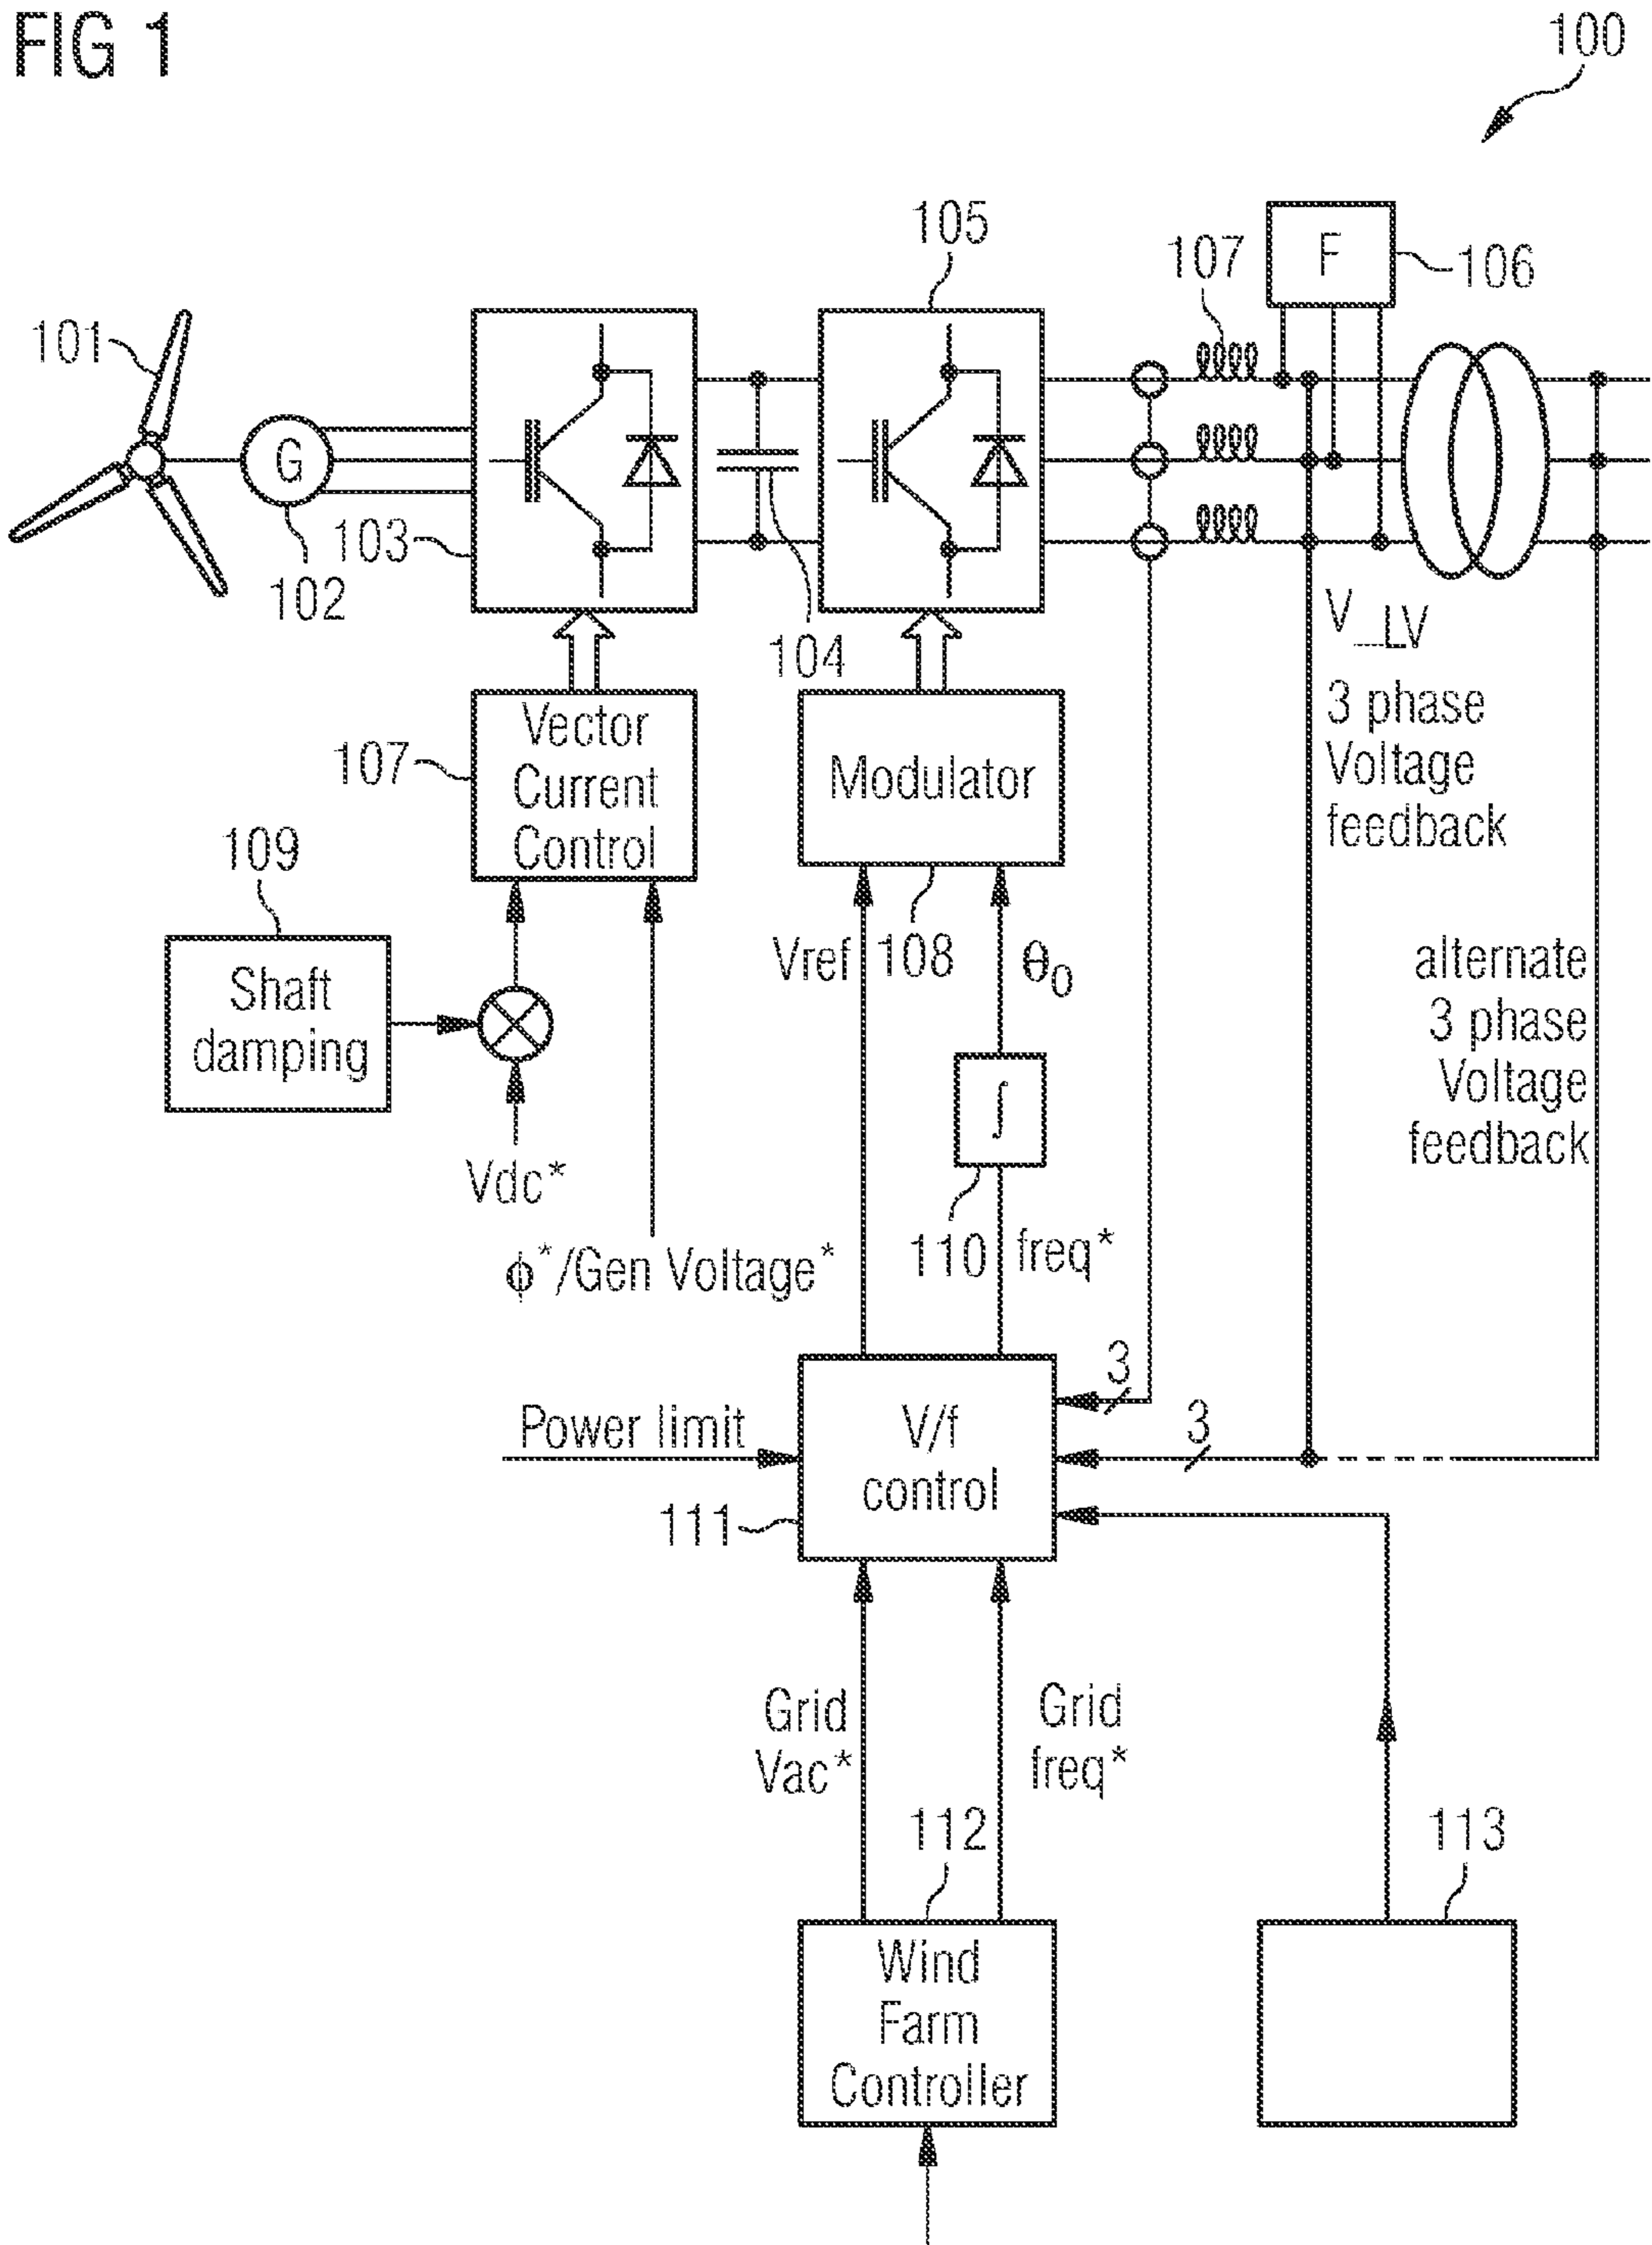 FIG 1
100
105
107
F
106
101
G
103
102
104
V_LV
3 phase
Voltage
feedback
Vector
Current
Control
107
Modulator
109
Shaft
damping
Vref
108
θ0
alternate
3 phase
Voltage
feedback
∫
Vdc*
ϕ*/Gen Voltage*
110
freq*
3
3
Power limit
V/f
control
111
Grid
Vac*
Grid
freq*
112
113
Wind
Farm
Controller